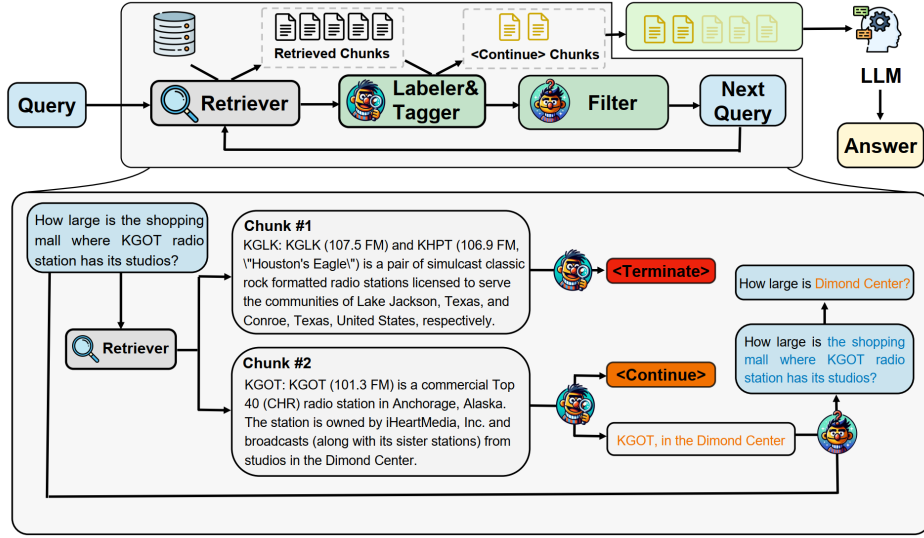 Retrieved Chunks
<Continue> Chunks
LLM
Query
Retriever
Labeler&
Tagger
Filter
Next
Query
Answer
How large is the shopping
mall where KGOT radio
station has its studios?
Retriever
Chunk #1
KGLK: KGLK (107.5 FM) and KHPT (106.9 FM,
\"Houston's Eagle\") is a pair of simulcast classic
rock formatted radio stations licensed to serve
the communities of Lake Jackson, Texas, and
Conroe, Texas, United States, respectively.
<Terminate>
Chunk #2
KGOT: KGOT (101.3 FM) is a commercial Top
40 (CHR) radio station in Anchorage, Alaska.
The station is owned by iHeartMedia, Inc. and
broadcasts (along with its sister stations) from
studios in the Dimond Center.
<Continue>
KGOT, in the Dimond Center
How large is Dimond Center?
How large is the shopping
mall where KGOT radio
station has its studios?